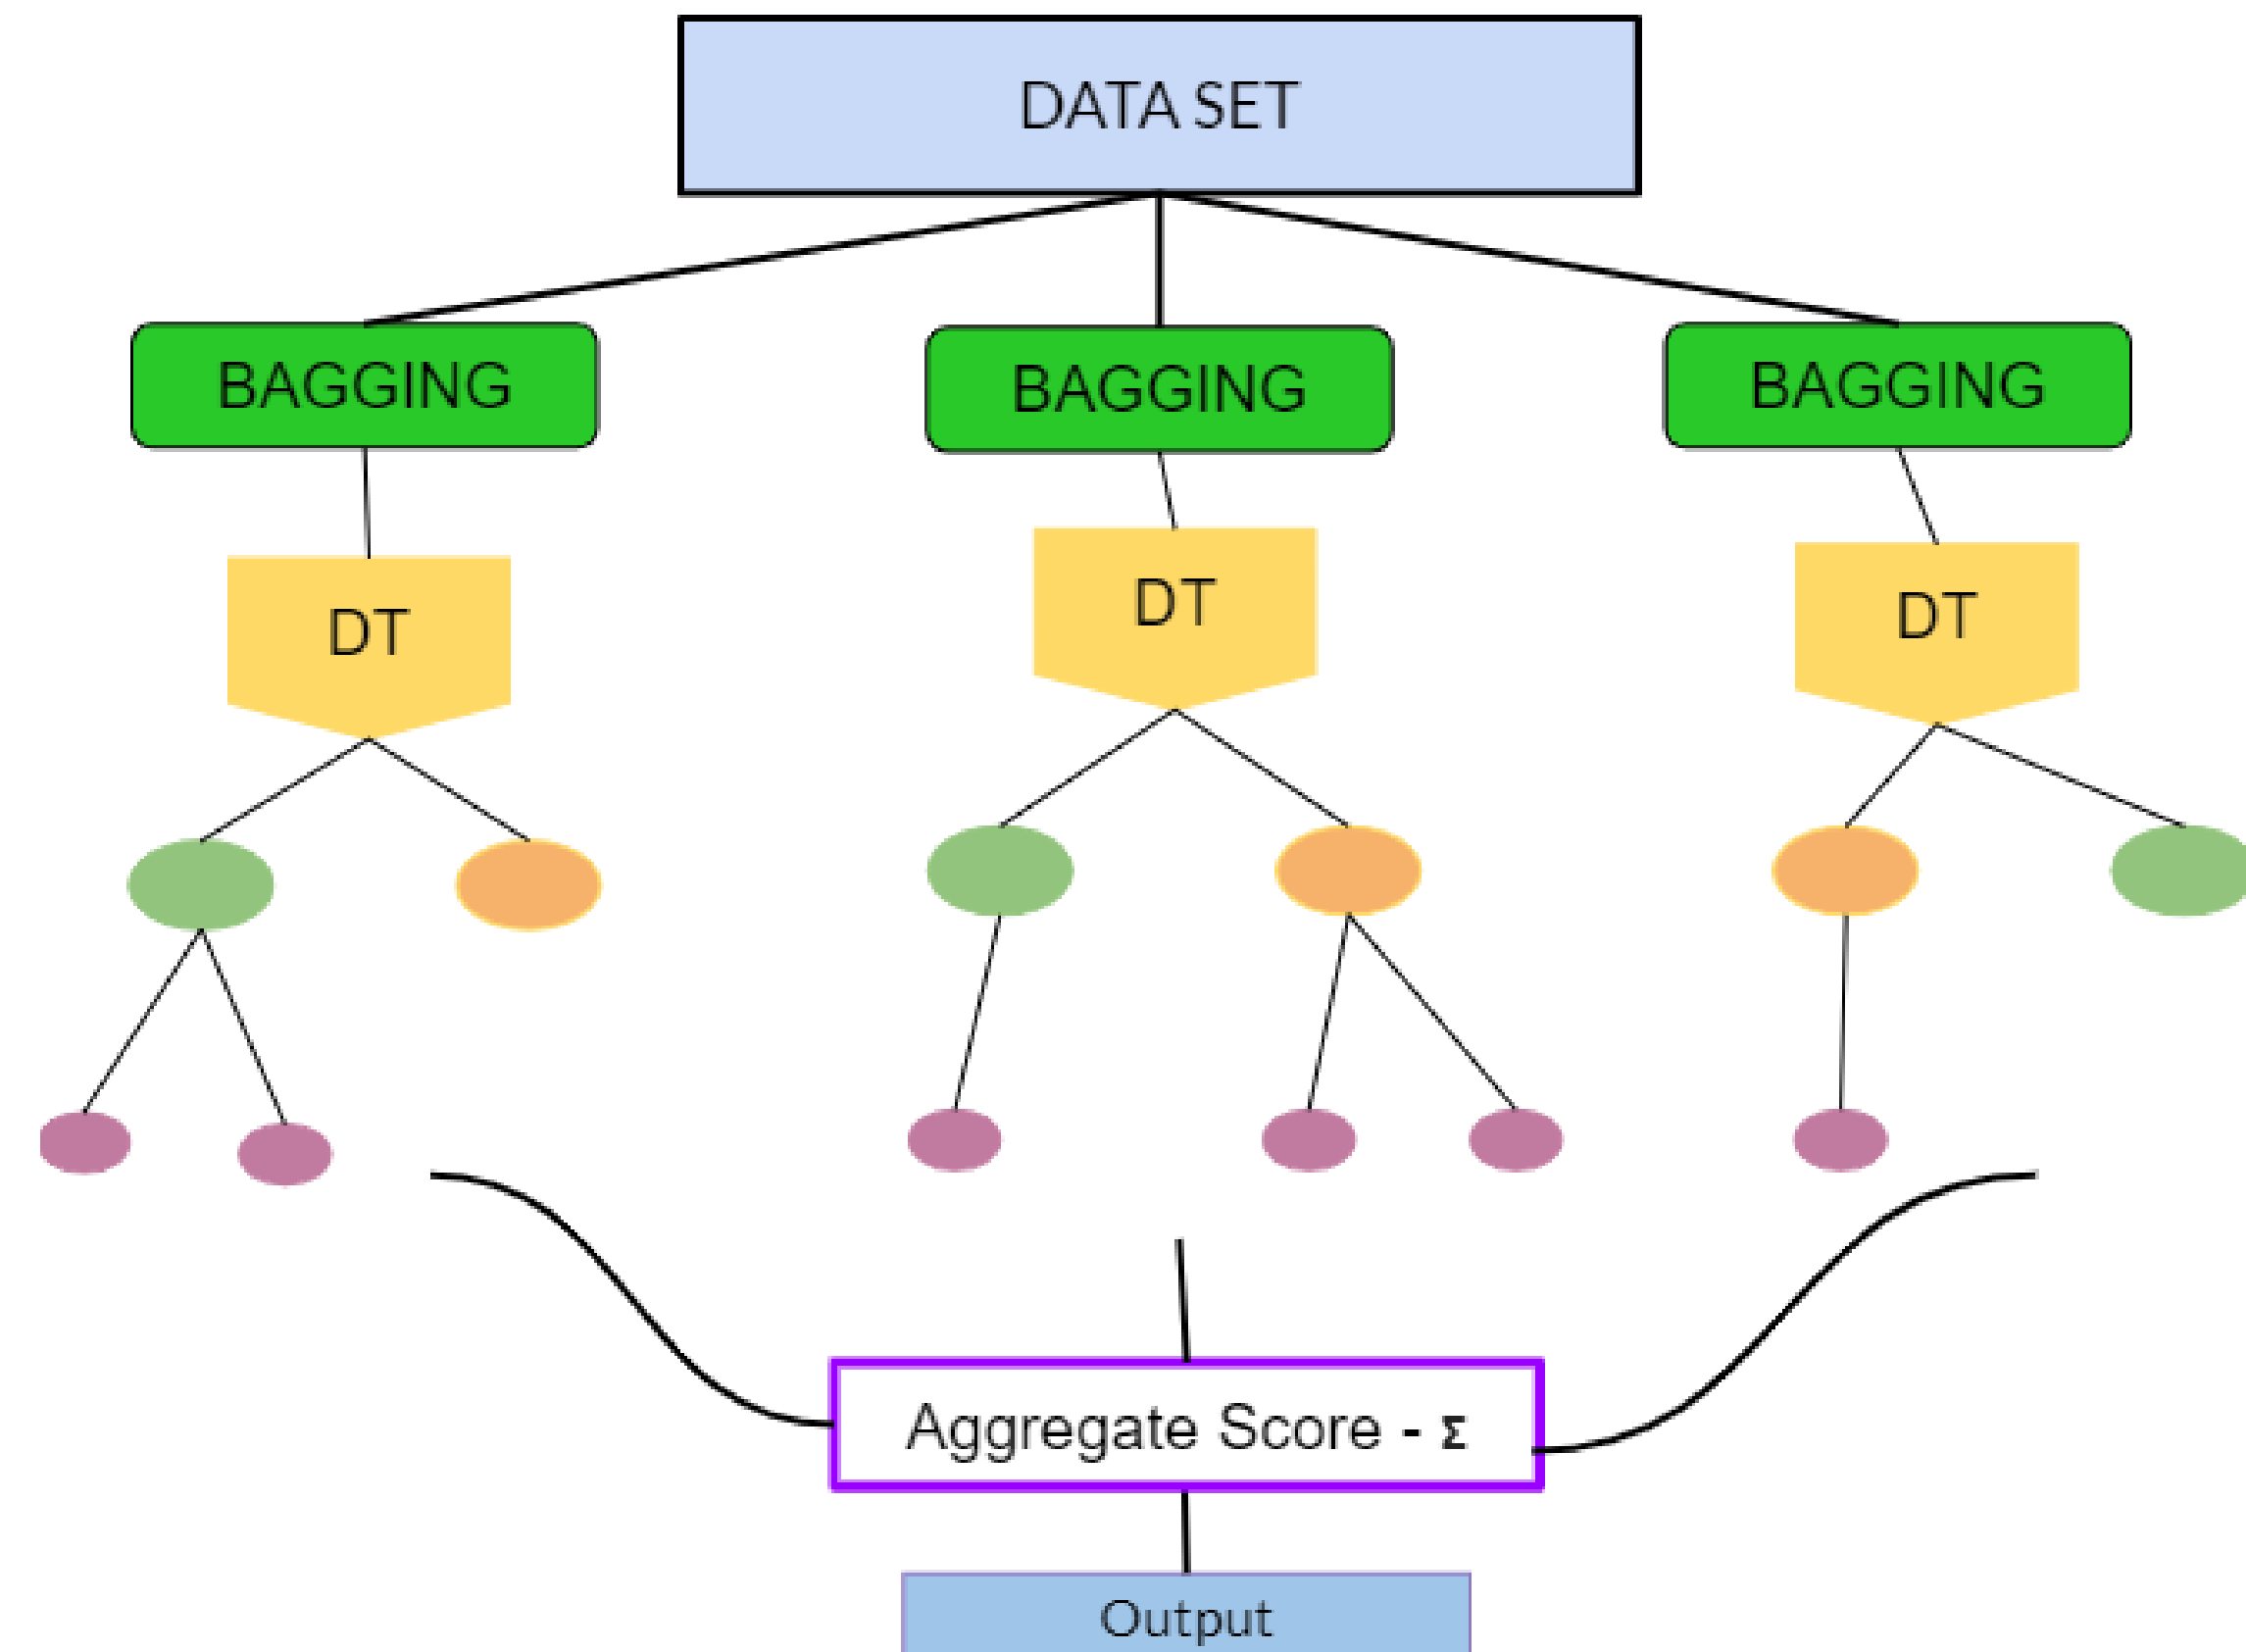 DATA SET
BAGGING
BAGGING
BAGGING
DT
DT
DT
Aggregate Score - Σ
Output